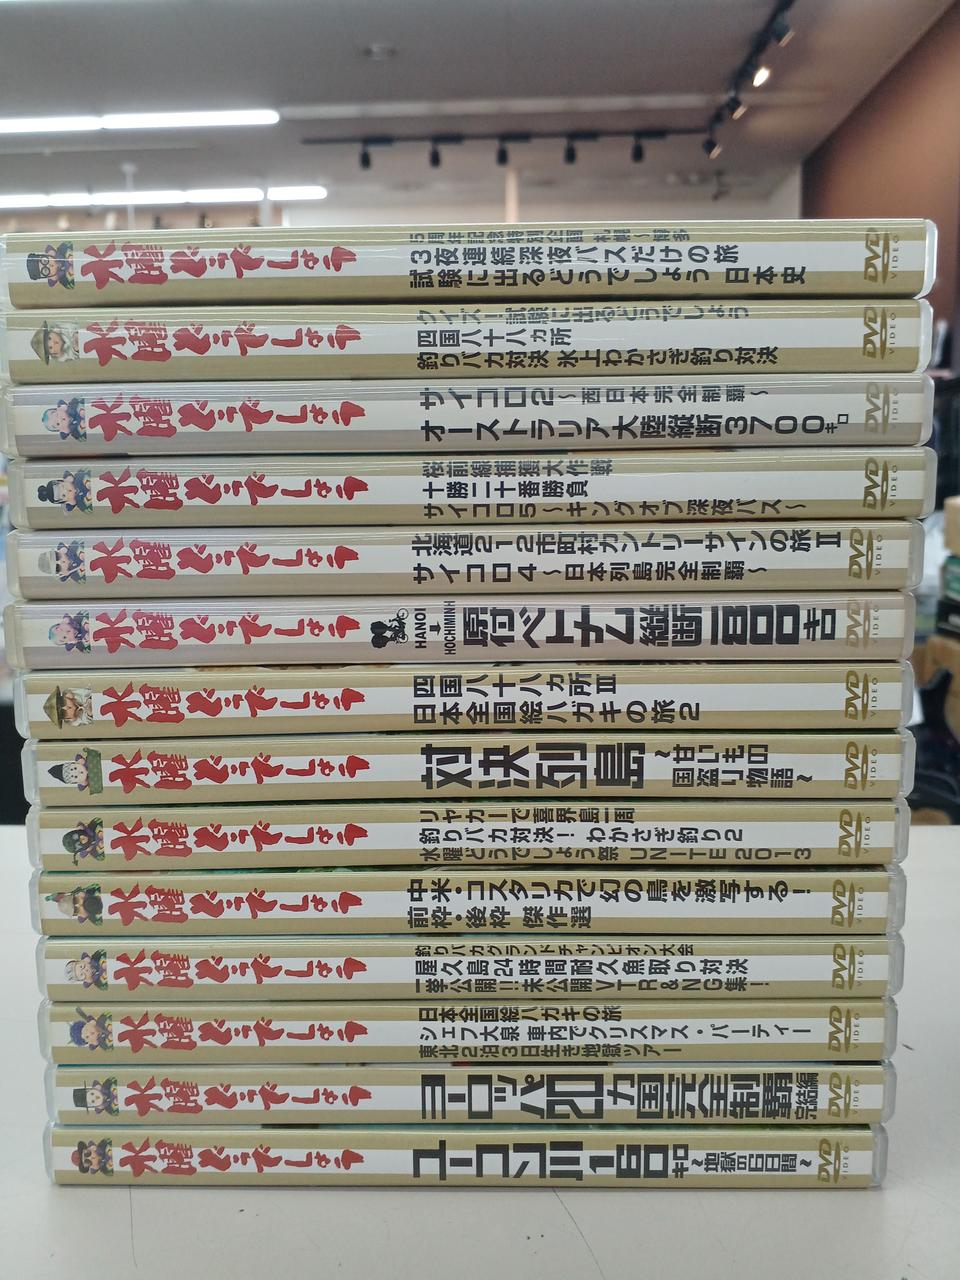 水曜どうでしょう
5周年記念特別企画 札幌〜博多
3夜連続深夜バスだけの旅
試験に出るどうでしょう 日本史
DVD
VIDEO
水曜どうでしょう
クイズ!試験に出るどうでしょう
四国八十八ヵ所
釣りバカ対決 氷上わかさぎ釣り対決
DVD
VIDEO
水曜どうでしょう
サイコロ2 〜西日本完全制覇〜
オーストラリア大陸縦断3700キロ
DVD
VIDEO
水曜どうでしょう
桜前線捕獲大作戦
十勝二十番勝負
サイコロ5 〜キングオブ深夜バス〜
DVD
VIDEO
水曜どうでしょう
北海道212市町村カントリーサインの旅Ⅱ
サイコロ4 〜日本列島完全制覇〜
DVD
VIDEO
水曜どうでしょう
HANOI
HOCHIMINH
原付ベトナム縦断1800キロ
DVD
VIDEO
水曜どうでしょう
四国八十八ヵ所Ⅲ
日本全国絵ハガキの旅2
DVD
VIDEO
水曜どうでしょう
対決列島
〜甘いもの
国盗り物語〜
DVD
VIDEO
水曜どうでしょう
リヤカーで喜界島一周
釣りバカ対決! わかさぎ釣り2
水曜どうでしょう祭 UNITE 2013
DVD
VIDEO
水曜どうでしょう
中米・コスタリカで幻の鳥を激写する!
前枠・後枠 傑作選
DVD
VIDEO
水曜どうでしょう
釣りバカグランドチャンピオン大会
屋久島24時間耐久魚取り対決
一挙公開!!未公開VTR&NG集!
DVD
VIDEO
水曜どうでしょう
日本全国絵ハガキの旅
シェフ大泉 車内でクリスマス・パーティー
東北2泊3日生き地獄ツアー
DVD
VIDEO
水曜どうでしょう
ヨーロッパ20ヵ国完全制覇 完結編
DVD
VIDEO
水曜どうでしょう
ユーコン川160キロ
〜地獄の6日間〜
DVD
VIDEO